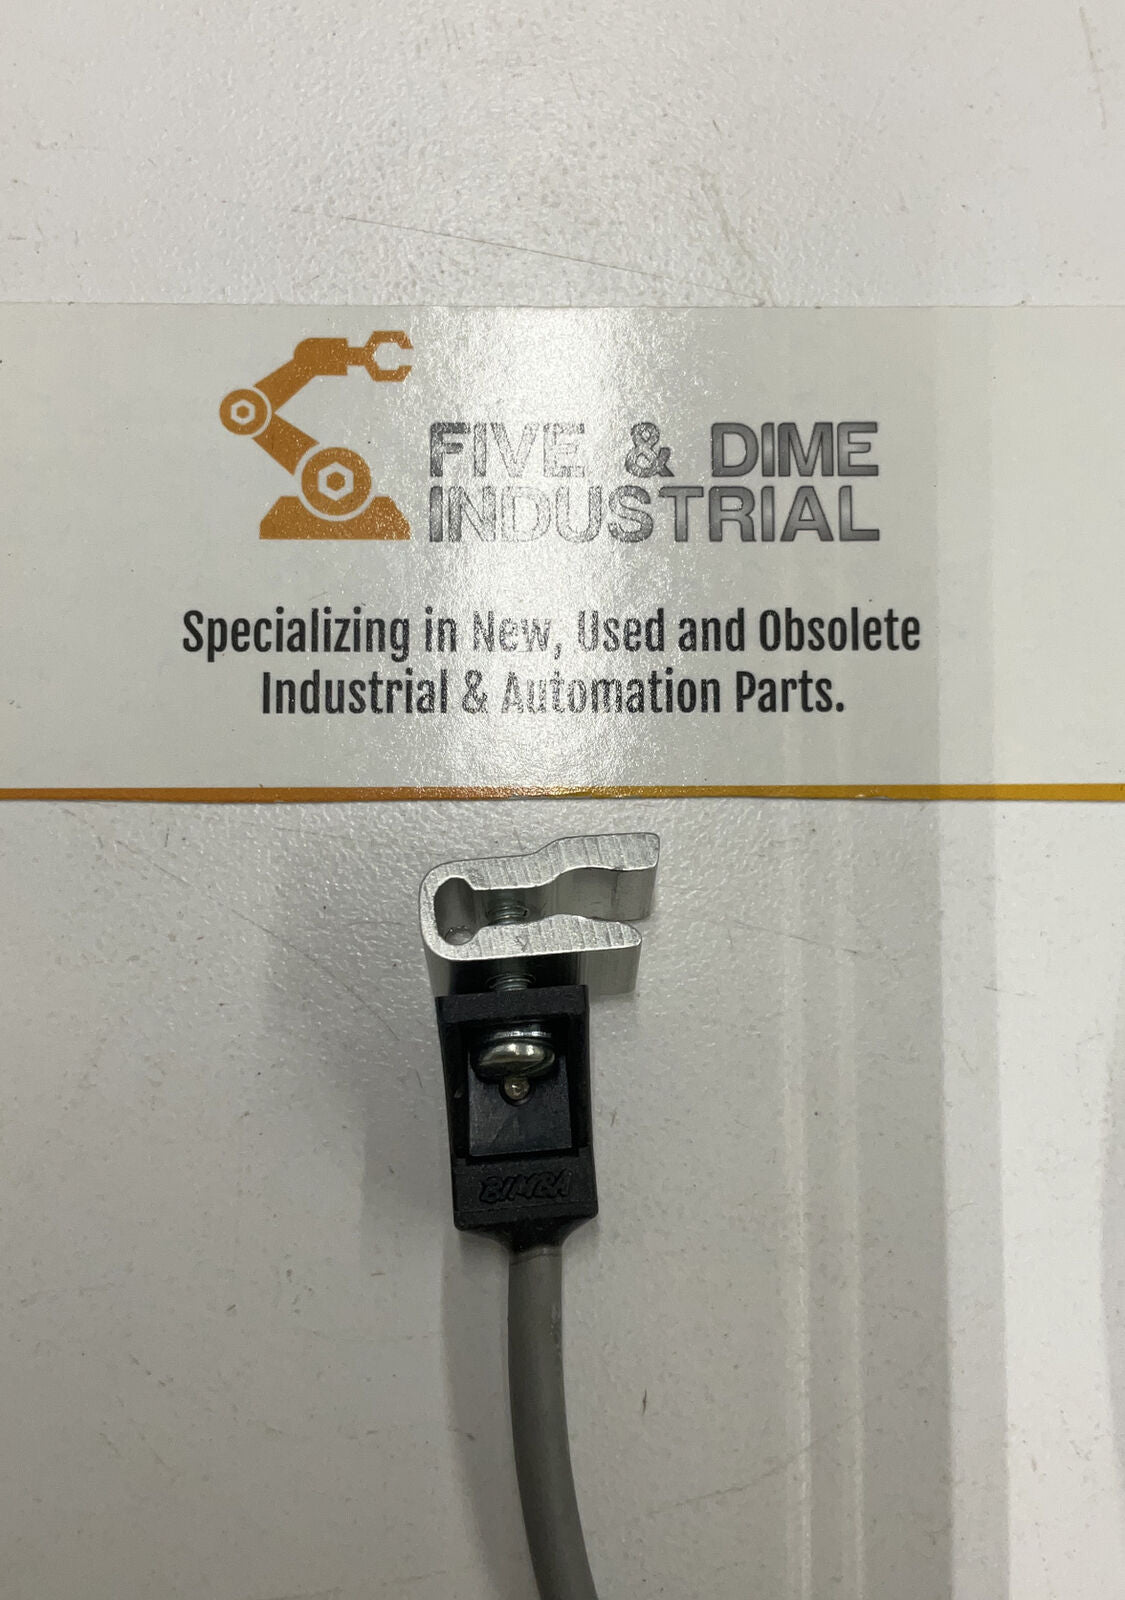 FIVE & DIME
INDUSTRIAL
Specializing in New, Used and Obsolete
Industrial & Automation Parts.
BIMBA